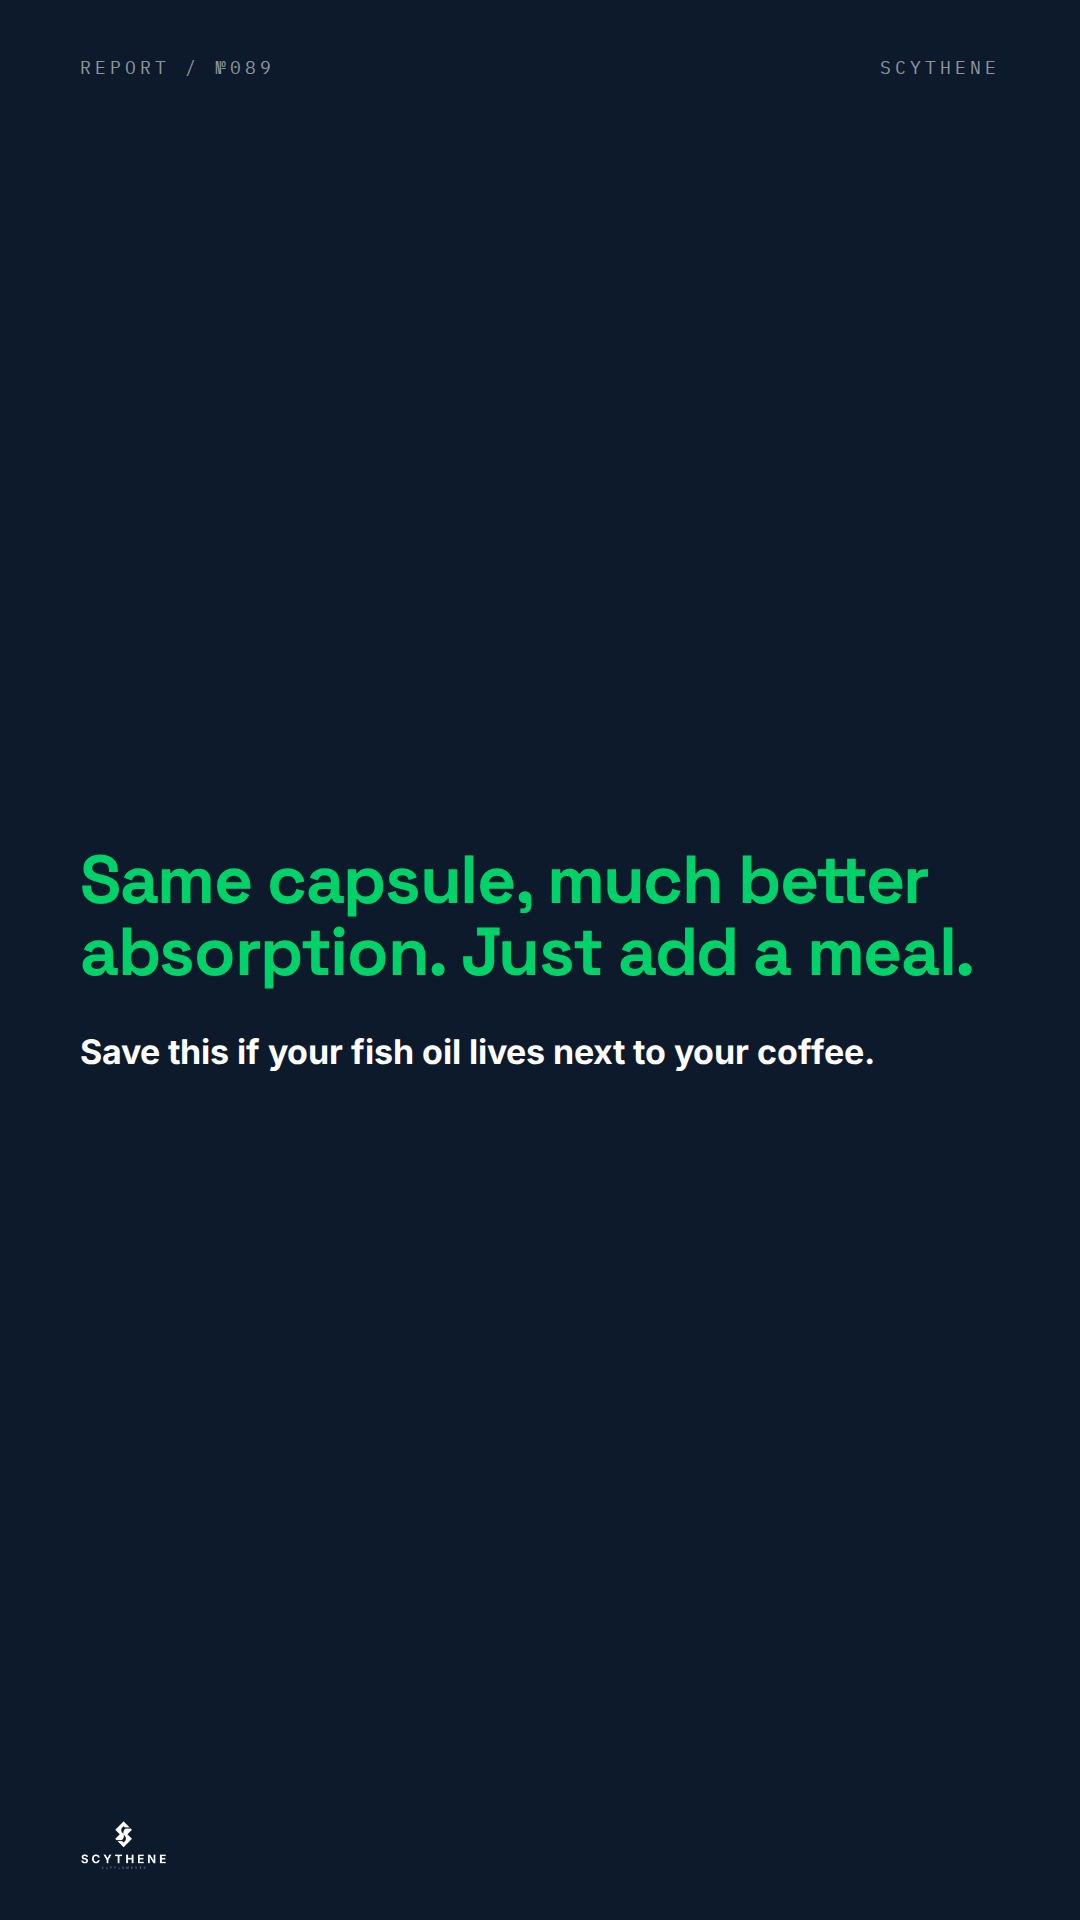 REPORT / №089
SCYTHENE
Same capsule, much better
absorption. Just add a meal.
Save this if your fish oil lives next to your coffee.
SCYTHENE